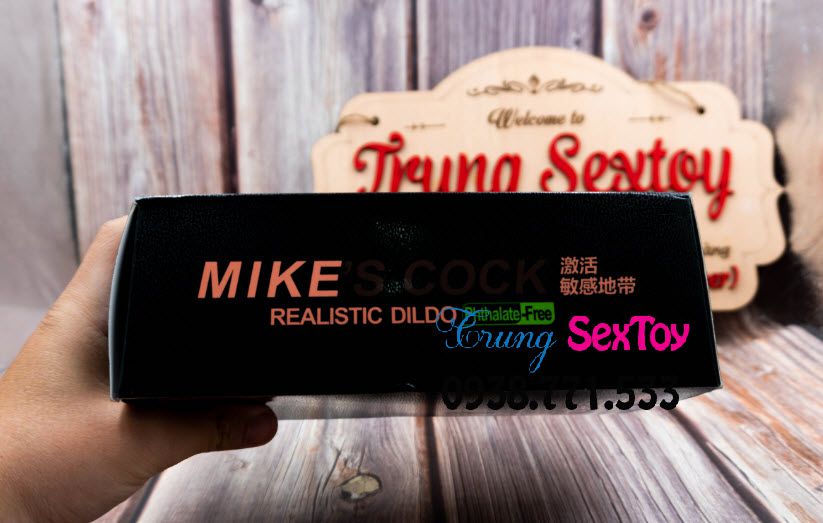 Welcome to
Trung Sextoy
MIKE'S COCK
激活
敏感地带
REALISTIC DILDO
Phthalate-Free
Trung SexToy
0938.771.533